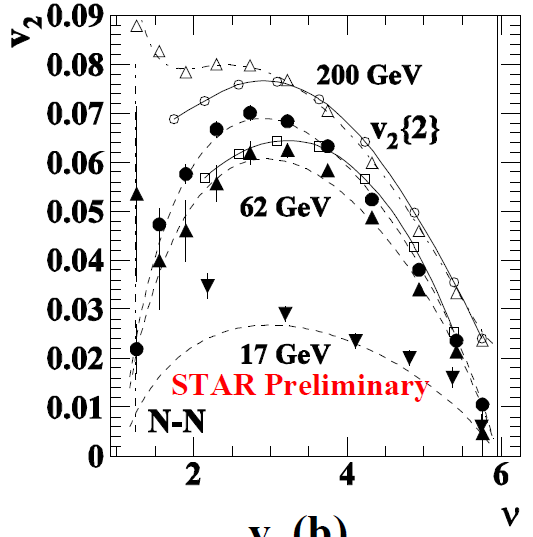 v2
0.09
0.08
0.07
0.06
0.05
0.04
0.03
0.02
0.01
0
200 GeV
v2{2}
62 GeV
17 GeV
STAR Preliminary
N-N
2 4 6
ν
v (b)